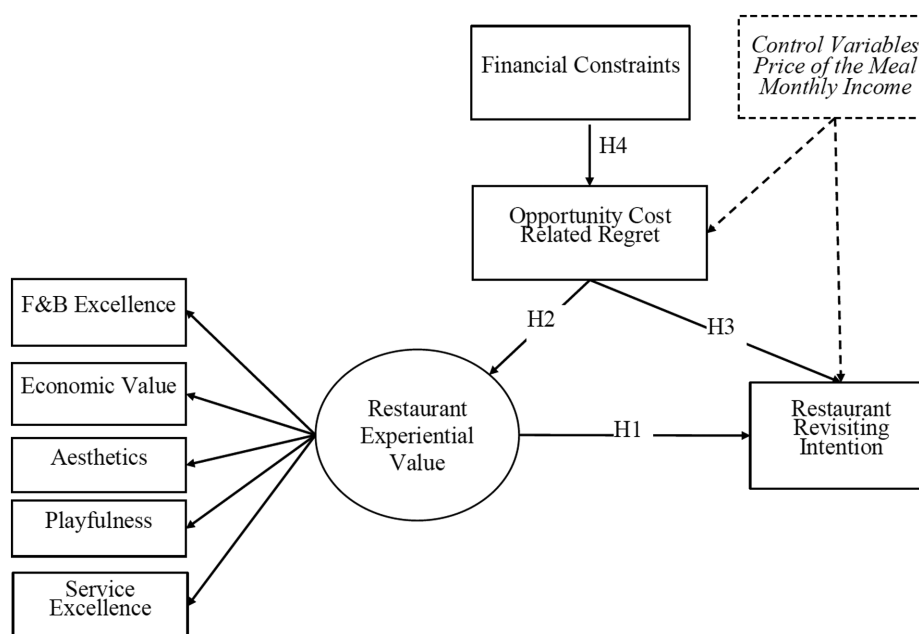 Financial Constraints
Control Variables
Price of the Meal
Monthly Income
H4
Opportunity Cost
Related Regret
F&B Excellence
H2
H3
Economic Value
Restaurant
Experiential
Value
H1
Restaurant
Revisiting
Intention
Aesthetics
Playfulness
Service
Excellence